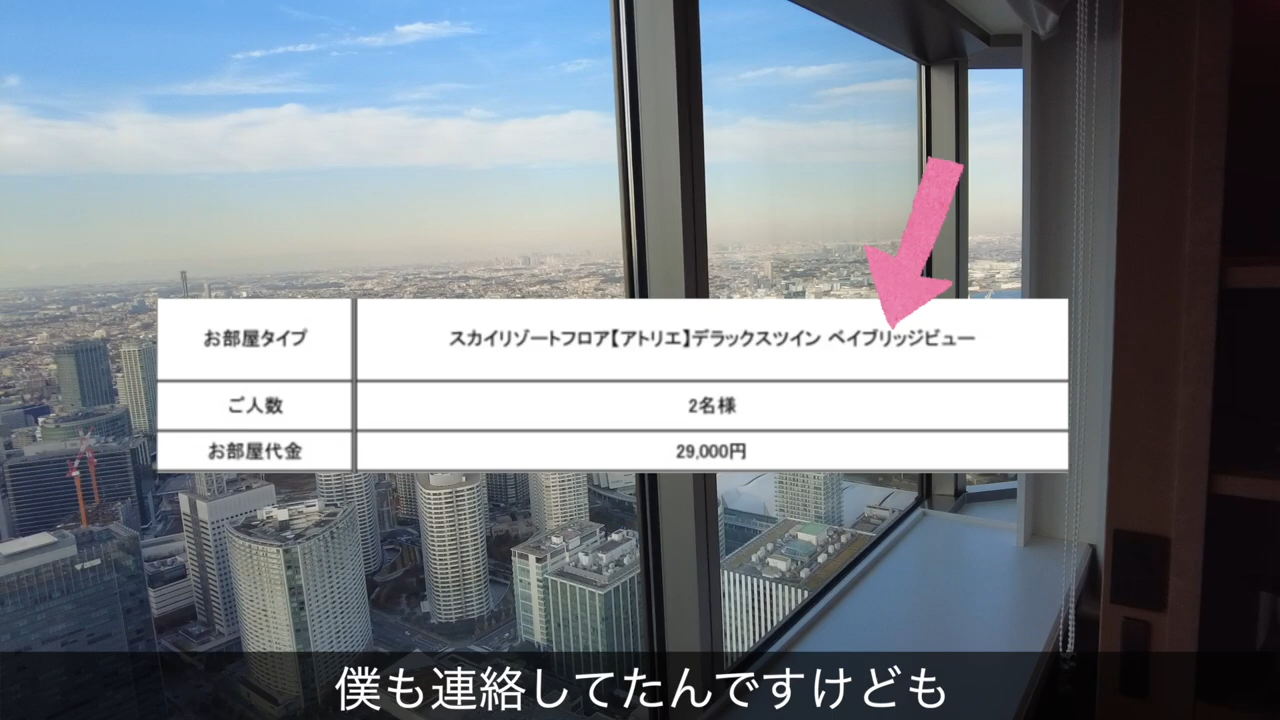 お部屋タイプ
スカイリゾートフロア【アトリエ】デラックスツイン ベイブリッジビュー
ご人数
2名様
お部屋代金
29,000円
僕も連絡してたんですけども